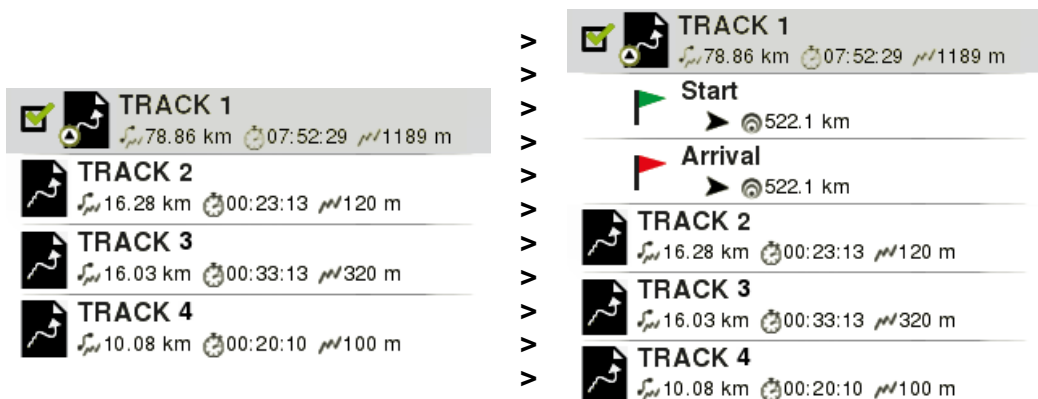 TRACK 1
78.86 km 07:52:29 1189 m
TRACK 2
16.28 km 00:23:13 120 m
TRACK 3
16.03 km 00:33:13 320 m
TRACK 4
10.08 km 00:20:10 100 m
>
>
>
>
>
>
>
>
>
>
>
TRACK 1
78.86 km 07:52:29 1189 m
Start
522.1 km
Arrival
522.1 km
TRACK 2
16.28 km 00:23:13 120 m
TRACK 3
16.03 km 00:33:13 320 m
TRACK 4
10.08 km 00:20:10 100 m